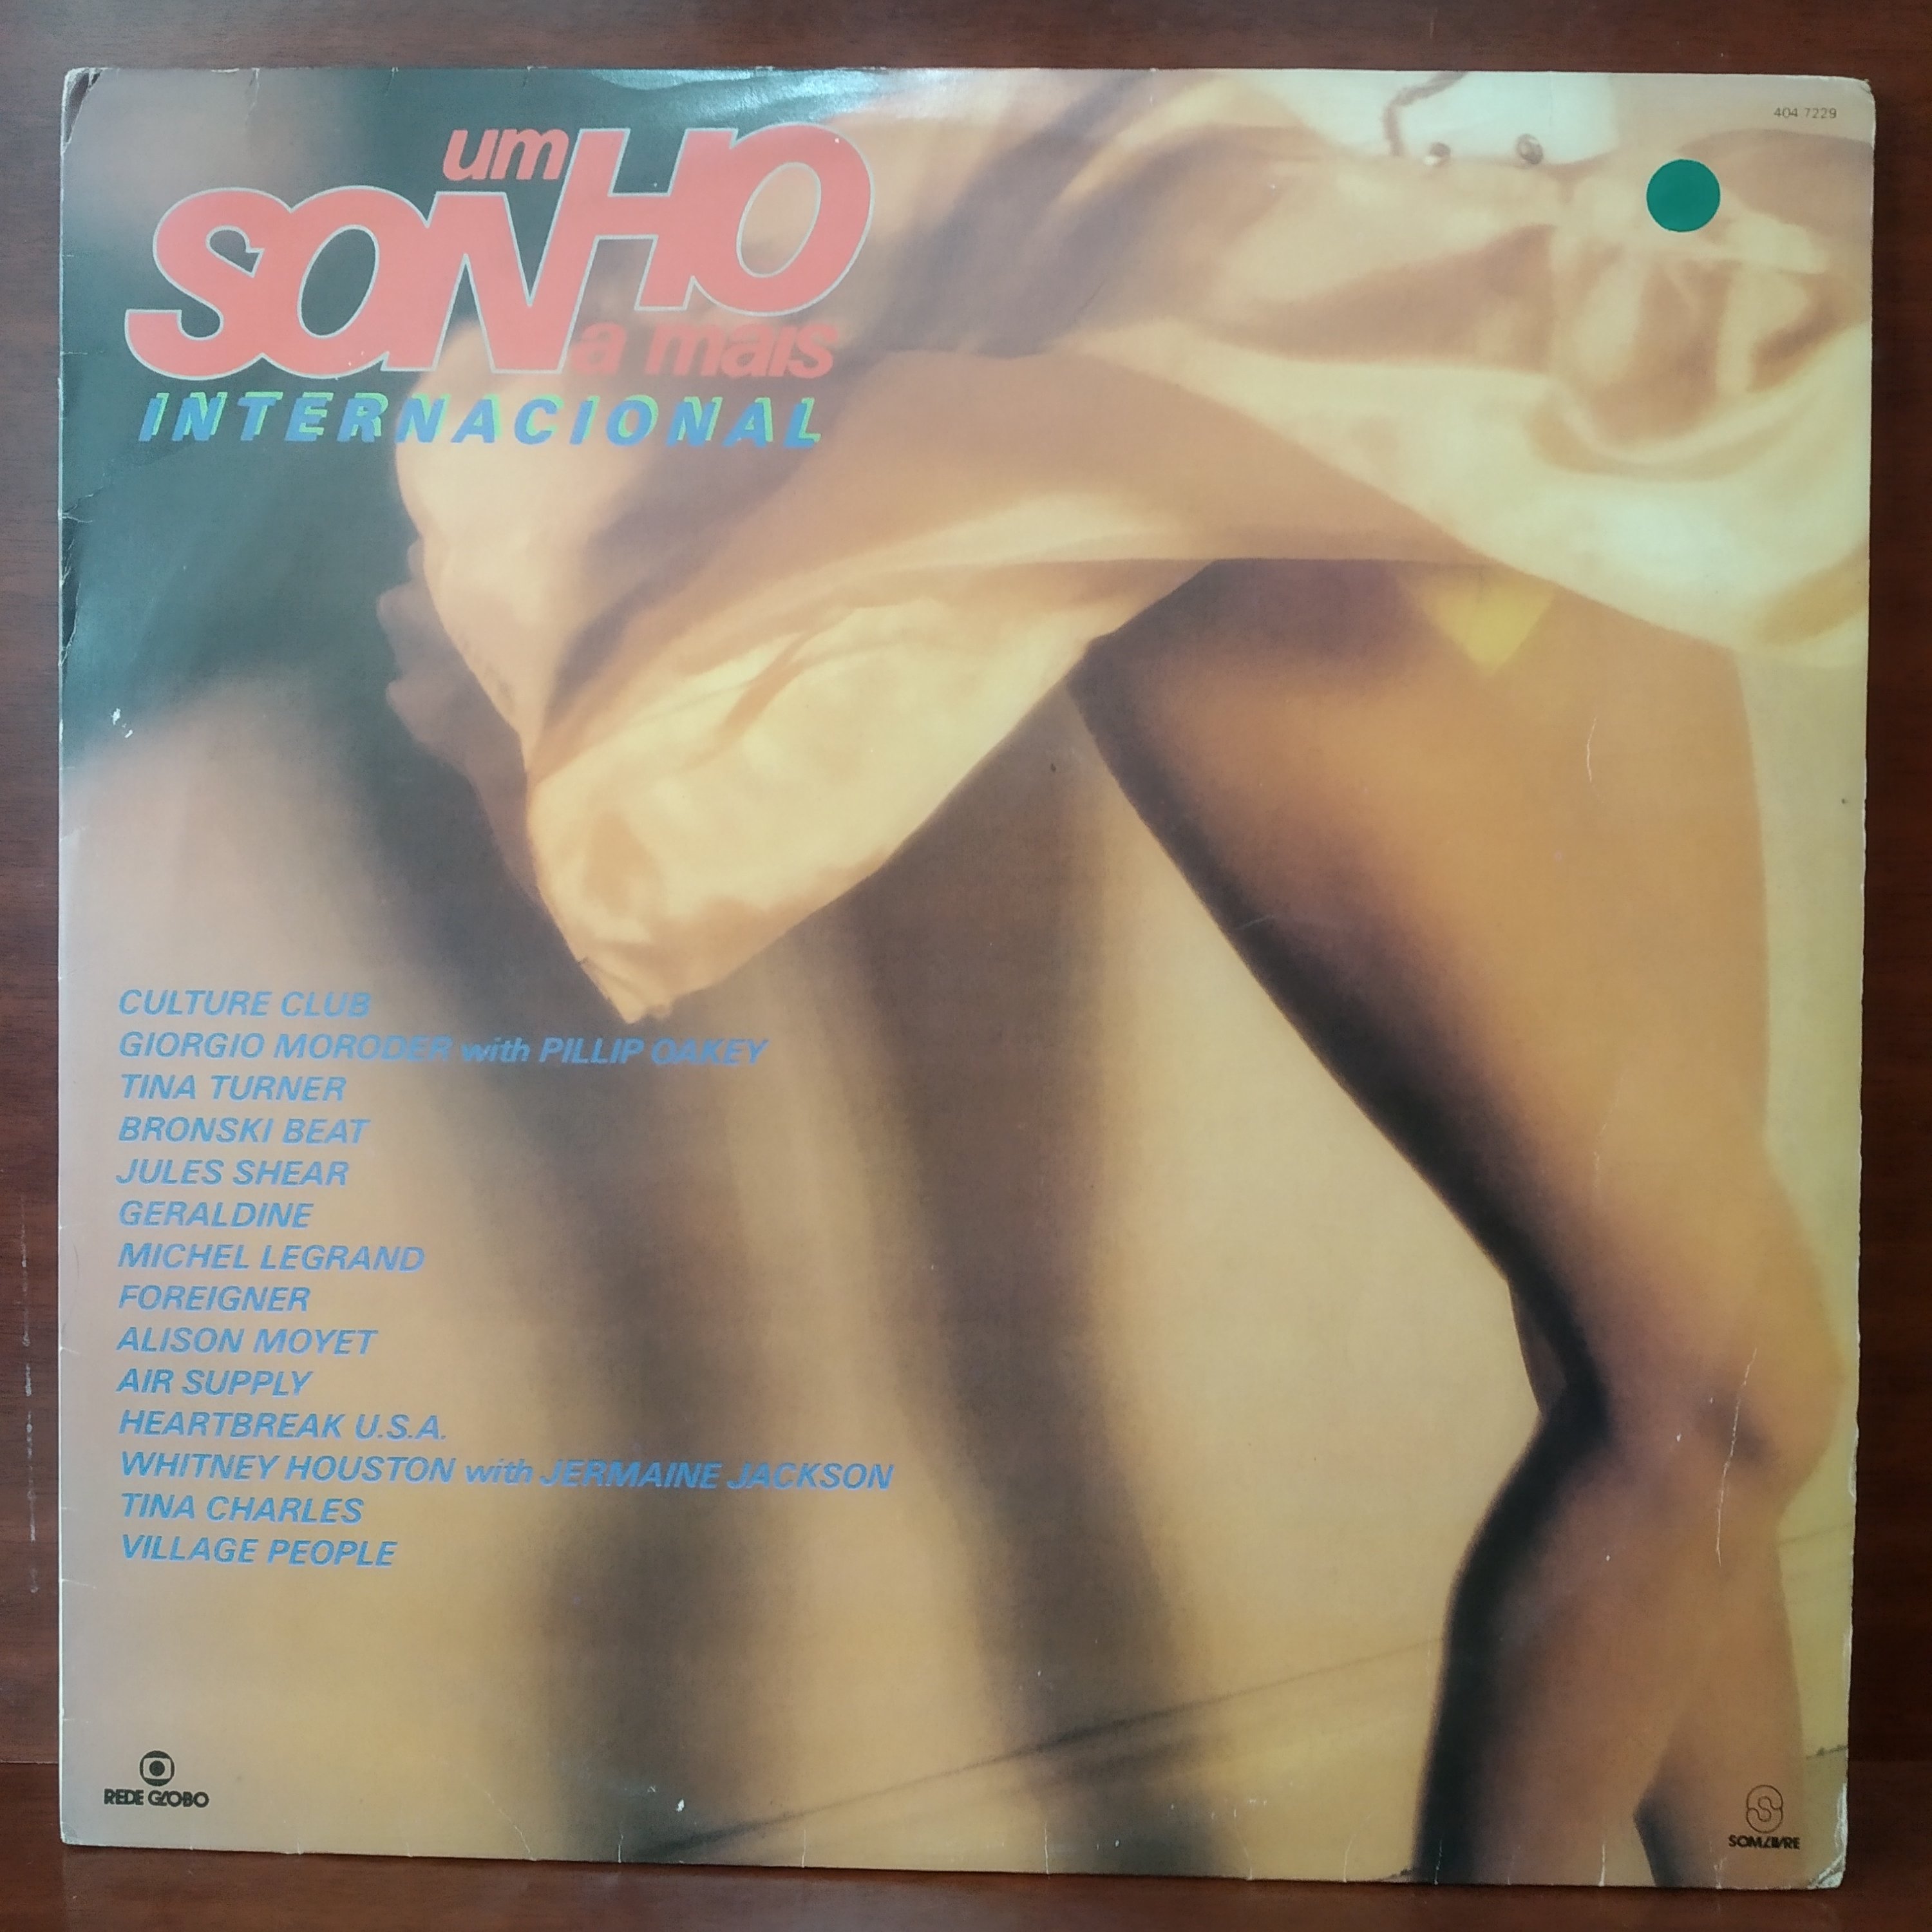 404 7229
um
SONHO
a mais
INTERNACIONAL
CULTURE CLUB
GIORGIO MORODER with PILLIP OAKEY
TINA TURNER
BRONSKI BEAT
JULES SHEAR
GERALDINE
MICHEL LEGRAND
FOREIGNER
ALISON MOYET
AIR SUPPLY
HEARTBREAK U.S.A.
WHITNEY HOUSTON with JERMAINE JACKSON
TINA CHARLES
VILLAGE PEOPLE
REDE GLOBO
SOM LIVRE